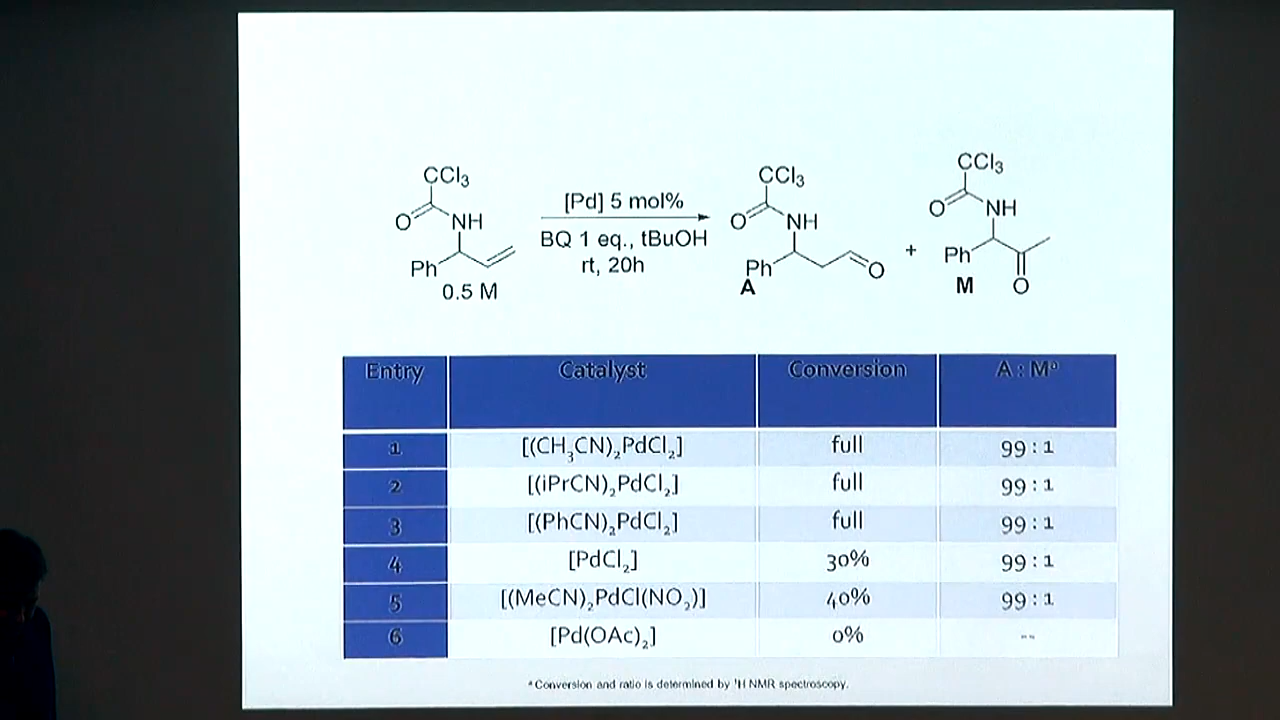 CCl3
O
NH
Ph
0.5 M
[Pd] 5 mol%
BQ 1 eq., tBuOH
rt, 20h
CCl3
O
NH
Ph
O
A
+
CCl3
O
NH
Ph
M
O
Entry Catalyst Conversion A : Mᵃ
1 [(CH₃CN)₂PdCl₂] full 99 : 1
2 [(iPrCN)₂PdCl₂] full 99 : 1
3 [(PhCN)₂PdCl₂] full 99 : 1
4 [PdCl₂] 30% 99 : 1
5 [(MeCN)₂PdCl(NO₂)] 40% 99 : 1
6 [Pd(OAc)₂] 0% --
ᵃ Conversion and ratio is determined by ¹H NMR spectroscopy.